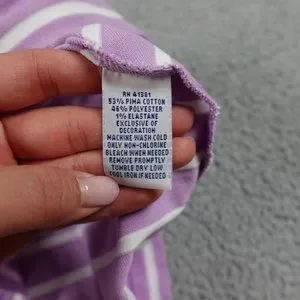 RN 41381
53% PIMA COTTON
46% POLYESTER
1% ELASTANE
EXCLUSIVE OF
DECORATION
MACHINE WASH COLD
ONLY NON-CHLORINE
BLEACH WHEN NEEDED
REMOVE PROMPTLY
TUMBLE DRY LOW
COOL IRON IF NEEDED